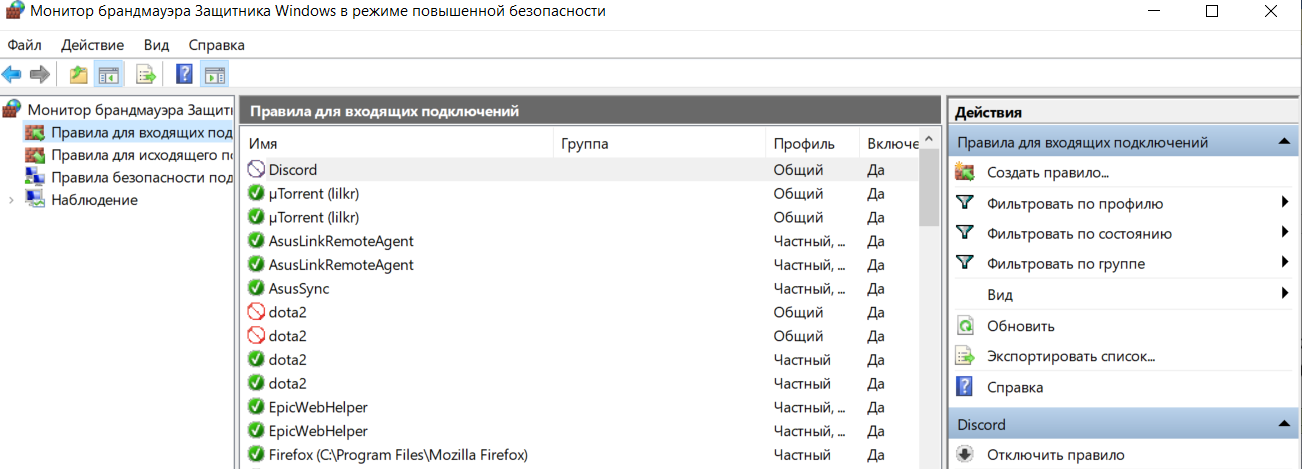 Монитор брандмауэра Защитника Windows в режиме повышенной безопасности
Файл Действие Вид Справка
Монитор брандмауэра Защити
Правила для входящих под
Правила для исходящего по
Правила безопасности под
Наблюдение
Правила для входящих подключений
Имя Группа Профиль Включе
Discord Общий Да
µTorrent (lilkr) Общий Да
µTorrent (lilkr) Общий Да
AsusLinkRemoteAgent Частный, ... Да
AsusLinkRemoteAgent Частный, ... Да
AsusSync Частный, ... Да
dota2 Общий Да
dota2 Общий Да
dota2 Частный Да
dota2 Частный Да
EpicWebHelper Частный, ... Да
EpicWebHelper Частный, ... Да
Firefox (C:\Program Files\Mozilla Firefox) Частный Да
Действия
Правила для входящих подключений
Создать правило...
Фильтровать по профилю
Фильтровать по состоянию
Фильтровать по группе
Вид
Обновить
Экспортировать список...
Справка
Discord
Отключить правило